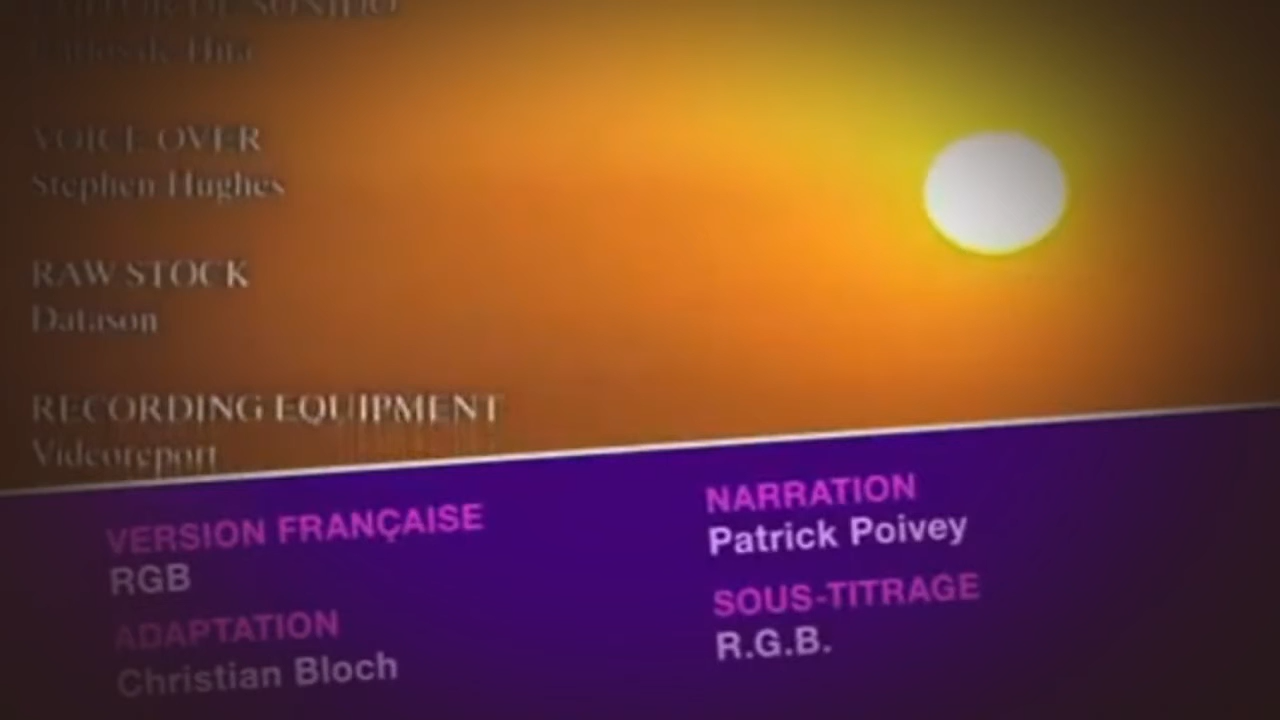 VOICE OVER
Stephen Hughes
RAW STOCK
Datason
RECORDING EQUIPMENT
Videoreport
VERSION FRANÇAISE
RGB
ADAPTATION
Christian Bloch
NARRATION
Patrick Poivey
SOUS-TITRAGE
R.G.B.